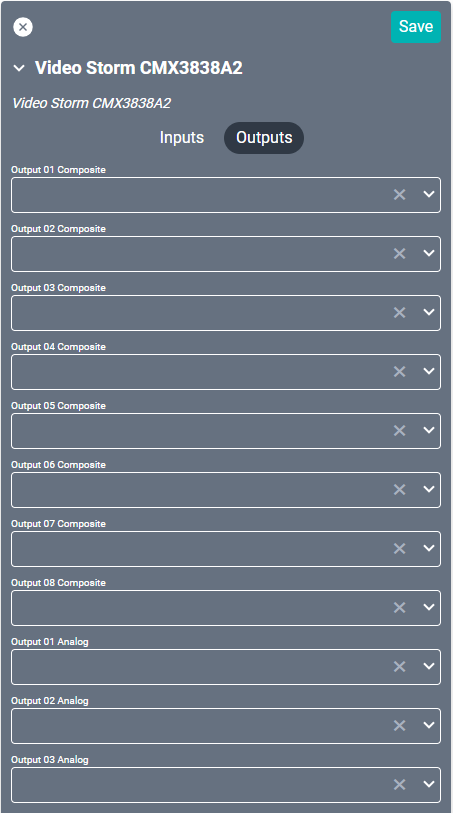 Save
Video Storm CMX3838A2
Video Storm CMX3838A2
Inputs Outputs
Output 01 Composite
Output 02 Composite
Output 03 Composite
Output 04 Composite
Output 05 Composite
Output 06 Composite
Output 07 Composite
Output 08 Composite
Output 01 Analog
Output 02 Analog
Output 03 Analog